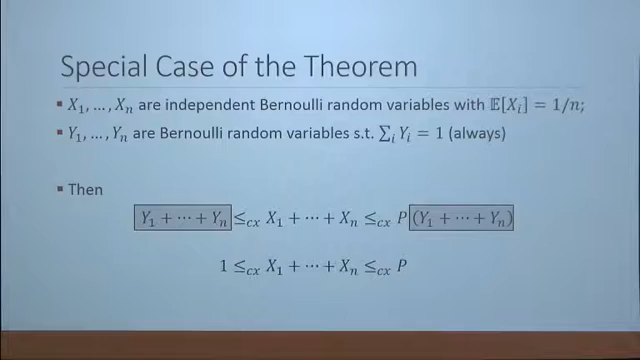 Special Case of the Theorem
▪ X₁, …, Xₙ are independent Bernoulli random variables with 𝔼[Xᵢ] = 1/n;
▪ Y₁, …, Yₙ are Bernoulli random variables s.t. ∑ᵢ Yᵢ = 1 (always)
▪ Then
Y₁ + ⋯ + Yₙ ≤cx X₁ + ⋯ + Xₙ ≤cx P(Y₁ + ⋯ + Yₙ)
1 ≤cx X₁ + ⋯ + Xₙ ≤cx P